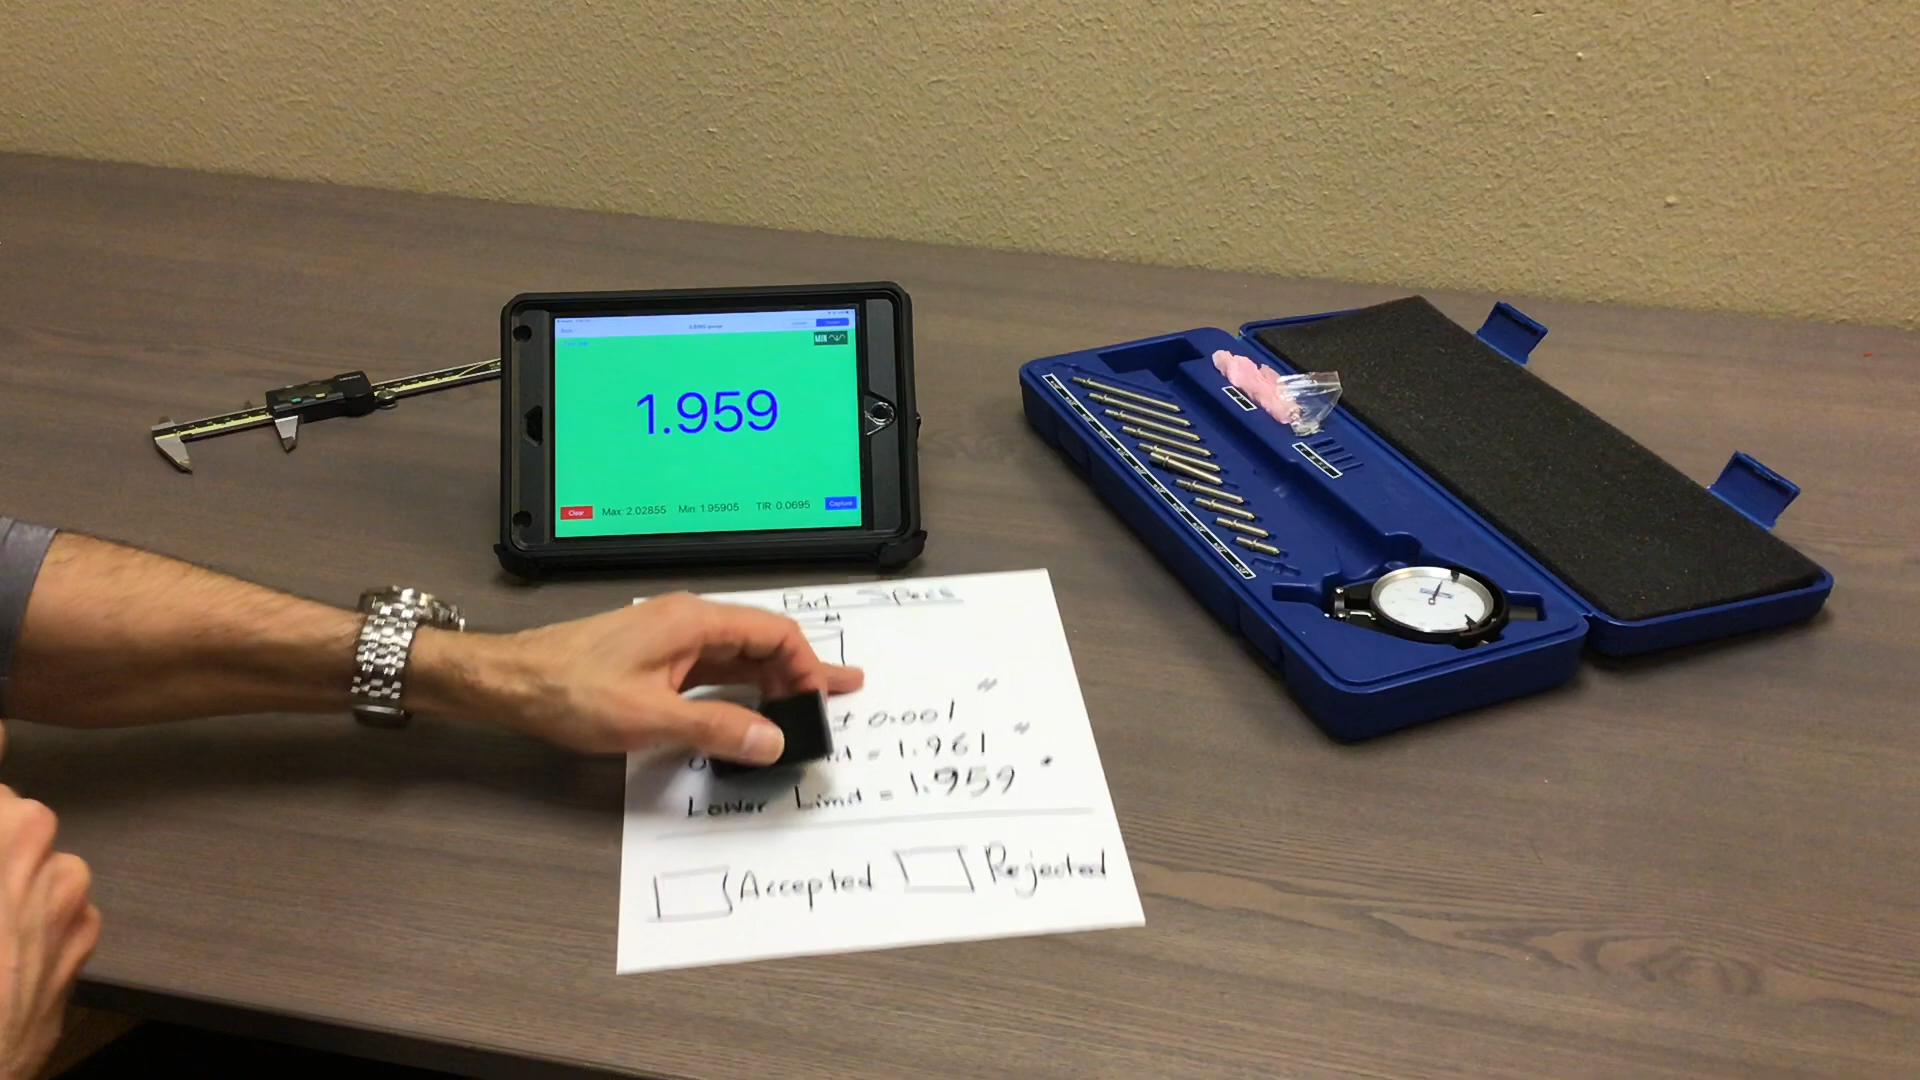 MIN
1.959
Clear Max: 2.02855 Min: 1.95905 TIR: 0.0695 Capture
Part Specs
± 0.001"
= 1.961"
Lower Limit = 1.959"
Accepted Rejected